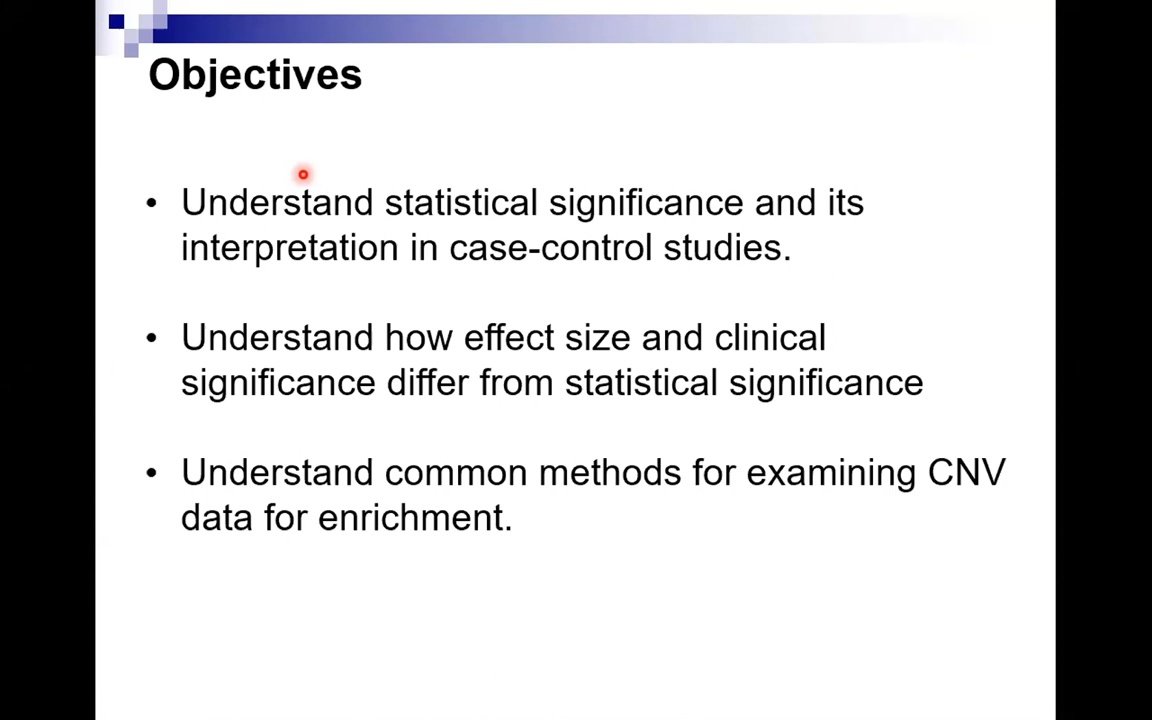 Objectives
• Understand statistical significance and its
interpretation in case-control studies.
• Understand how effect size and clinical
significance differ from statistical significance
• Understand common methods for examining CNV
data for enrichment.